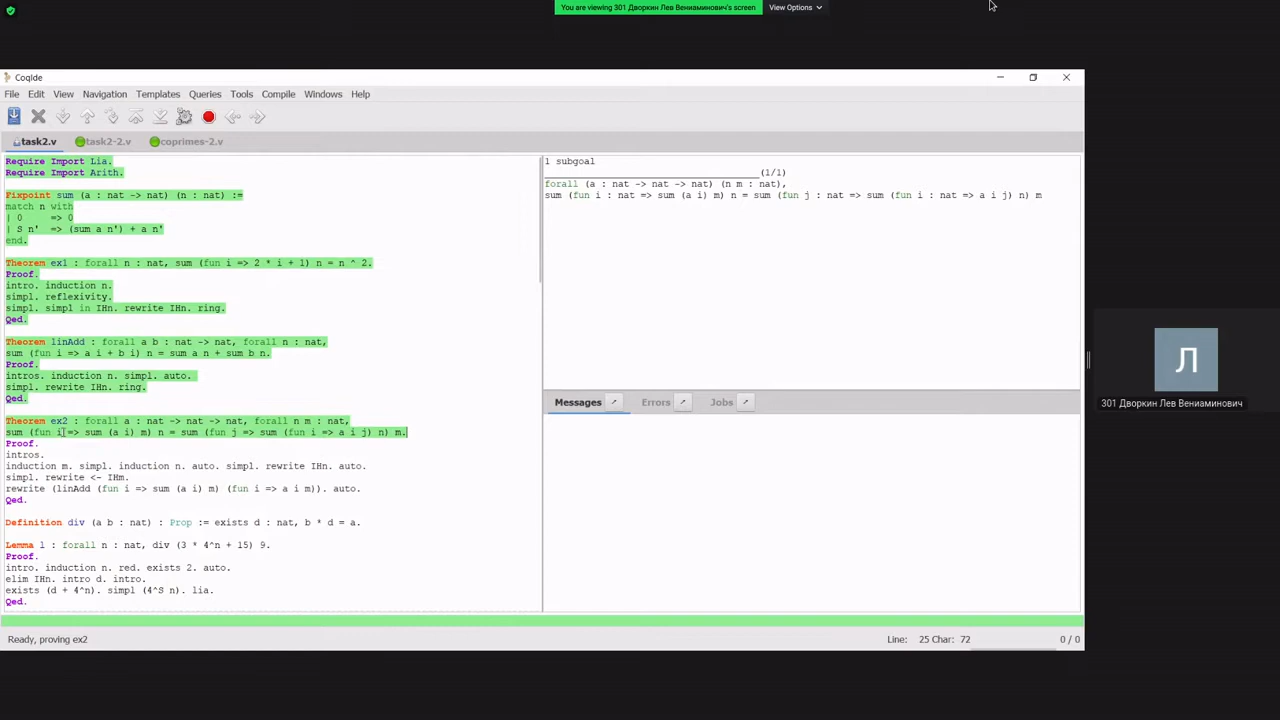 You are viewing 301 Дворкин Лев Вениаминович's screen
View Options
CoqIde
File Edit View Navigation Templates Queries Tools Compile Windows Help
task2.v task2-2.v coprimes-2.v
Require Import Lia.
Require Import Arith.
Fixpoint sum (a : nat -> nat) (n : nat) :=
match n with
| 0 => 0
| S n' => (sum a n') + a n'
end.
Theorem ex1 : forall n : nat, sum (fun i => 2 * i + 1) n = n ^ 2.
Proof.
intro. induction n.
simpl. reflexivity.
simpl. simpl in IHn. rewrite IHn. ring.
Qed.
Theorem linAdd : forall a b : nat -> nat, forall n : nat,
sum (fun i => a i + b i) n = sum a n + sum b n.
Proof.
intros. induction n. simpl. auto.
simpl. rewrite IHn. ring.
Qed.
Theorem ex2 : forall a : nat -> nat -> nat, forall n m : nat,
sum (fun i => sum (a i) m) n = sum (fun j => sum (fun i => a i j) n) m.
Proof.
intros.
induction m. simpl. induction n. auto. simpl. rewrite IHn. auto.
simpl. rewrite <- IHm.
rewrite (linAdd (fun i => sum (a i) m) (fun i => a i m)). auto.
Qed.
Definition div (a b : nat) : Prop := exists d : nat, b * d = a.
Lemma l : forall n : nat, div (3 * 4^n + 15) 9.
Proof.
intro. induction n. red. exists 2. auto.
elim IHn. intro d. intro.
exists (d + 4^n). simpl (4^S n). lia.
Qed.
1 subgoal
(1/1)
forall (a : nat -> nat -> nat) (n m : nat),
sum (fun i : nat => sum (a i) m) n = sum (fun j : nat => sum (fun i : nat => a i j) n) m
Messages Errors Jobs
Ready, proving ex2
Line: 25 Char: 72
0 / 0
Л
301 Дворкин Лев Вениаминович